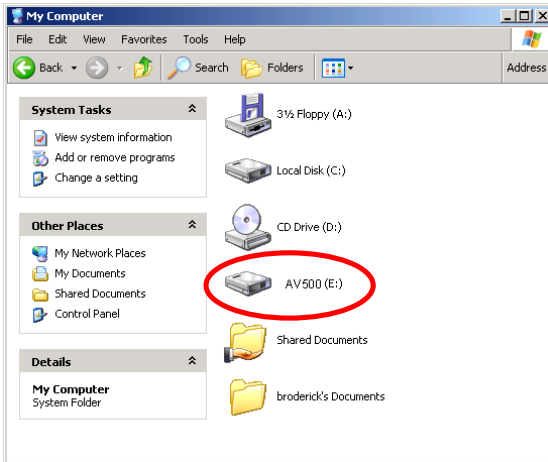 My Computer
File Edit View Favorites Tools Help
Back Search Folders Address
System Tasks
View system information
Add or remove programs
Change a setting
Other Places
My Network Places
My Documents
Shared Documents
Control Panel
Details
My Computer
System Folder
3½ Floppy (A:)
Local Disk (C:)
CD Drive (D:)
AV500 (E:)
Shared Documents
broderick's Documents